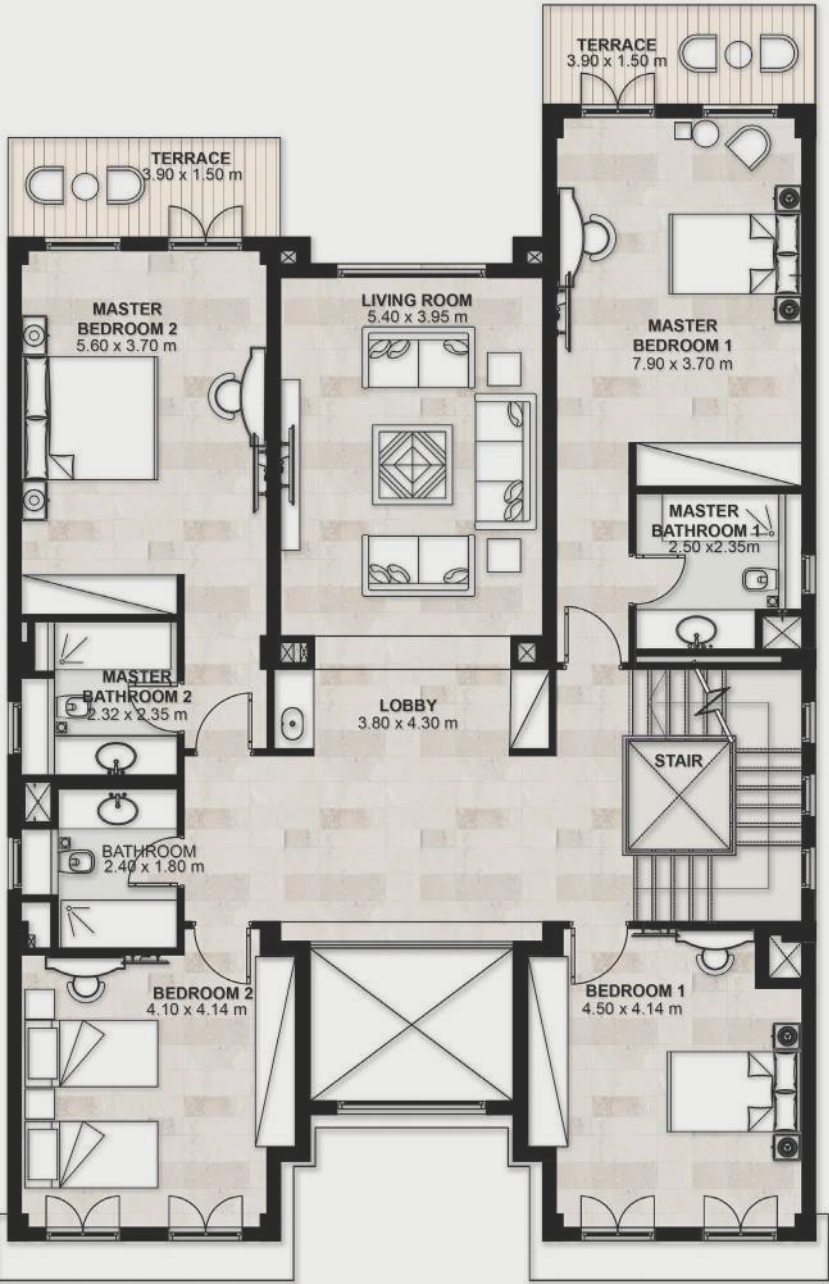 TERRACE
3.90 x 1.50 m
TERRACE
3.90 x 1.50 m
MASTER
BEDROOM 2
5.60 x 3.70 m
LIVING ROOM
5.40 x 3.95 m
MASTER
BEDROOM 1
7.90 x 3.70 m
MASTER
BATHROOM 1
2.50 x2.35m
MASTER
BATHROOM 2
2.32 x 2.35 m
LOBBY
3.80 x 4.30 m
STAIR
BATHROOM
2.40 x 1.80 m
BEDROOM 2
4.10 x 4.14 m
BEDROOM 1
4.50 x 4.14 m